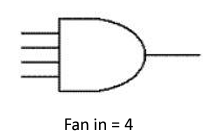 Fan in = 4